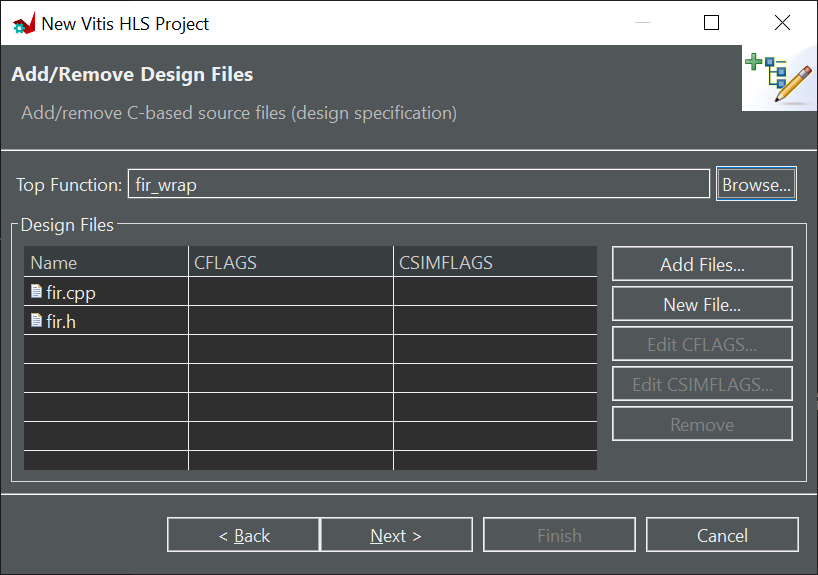 New Vitis HLS Project
Add/Remove Design Files
Add/remove C-based source files (design specification)
Top Function: fir_wrap Browse...
Design Files
Name CFLAGS CSIMFLAGS
fir.cpp
fir.h
Add Files...
New File...
Edit CFLAGS...
Edit CSIMFLAGS...
Remove
< Back Next > Finish Cancel